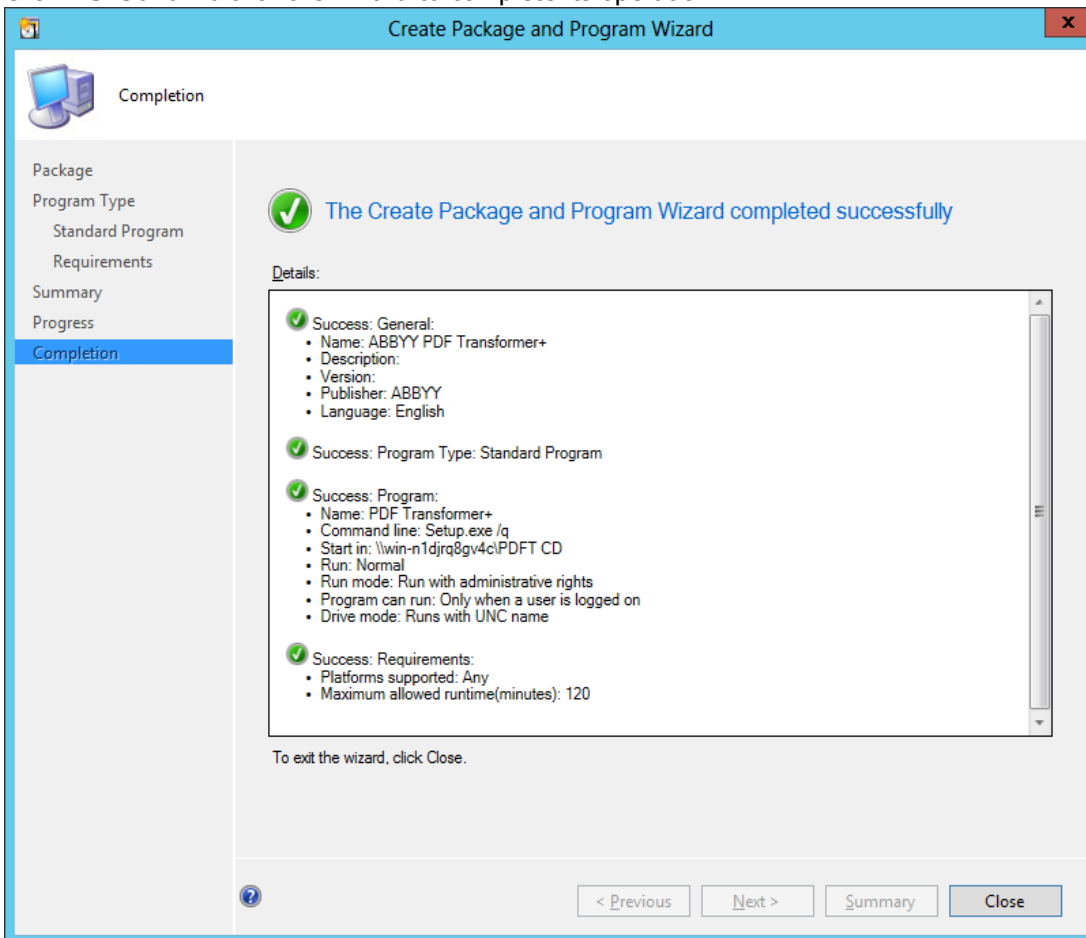 Create Package and Program Wizard
x
Completion
Package
Program Type
Standard Program
Requirements
Summary
Progress
Completion
The Create Package and Program Wizard completed successfully
Details:
Success: General:
• Name: ABBYY PDF Transformer+
• Description:
• Version:
• Publisher: ABBYY
• Language: English
Success: Program Type: Standard Program
Success: Program:
• Name: PDF Transformer+
• Command line: Setup.exe /q
• Start in: \\win-n1djrq8gv4c\PDFT CD
• Run: Normal
• Run mode: Run with administrative rights
• Program can run: Only when a user is logged on
• Drive mode: Runs with UNC name
Success: Requirements:
• Platforms supported: Any
• Maximum allowed runtime(minutes): 120
To exit the wizard, click Close.
< Previous
Next >
Summary
Close